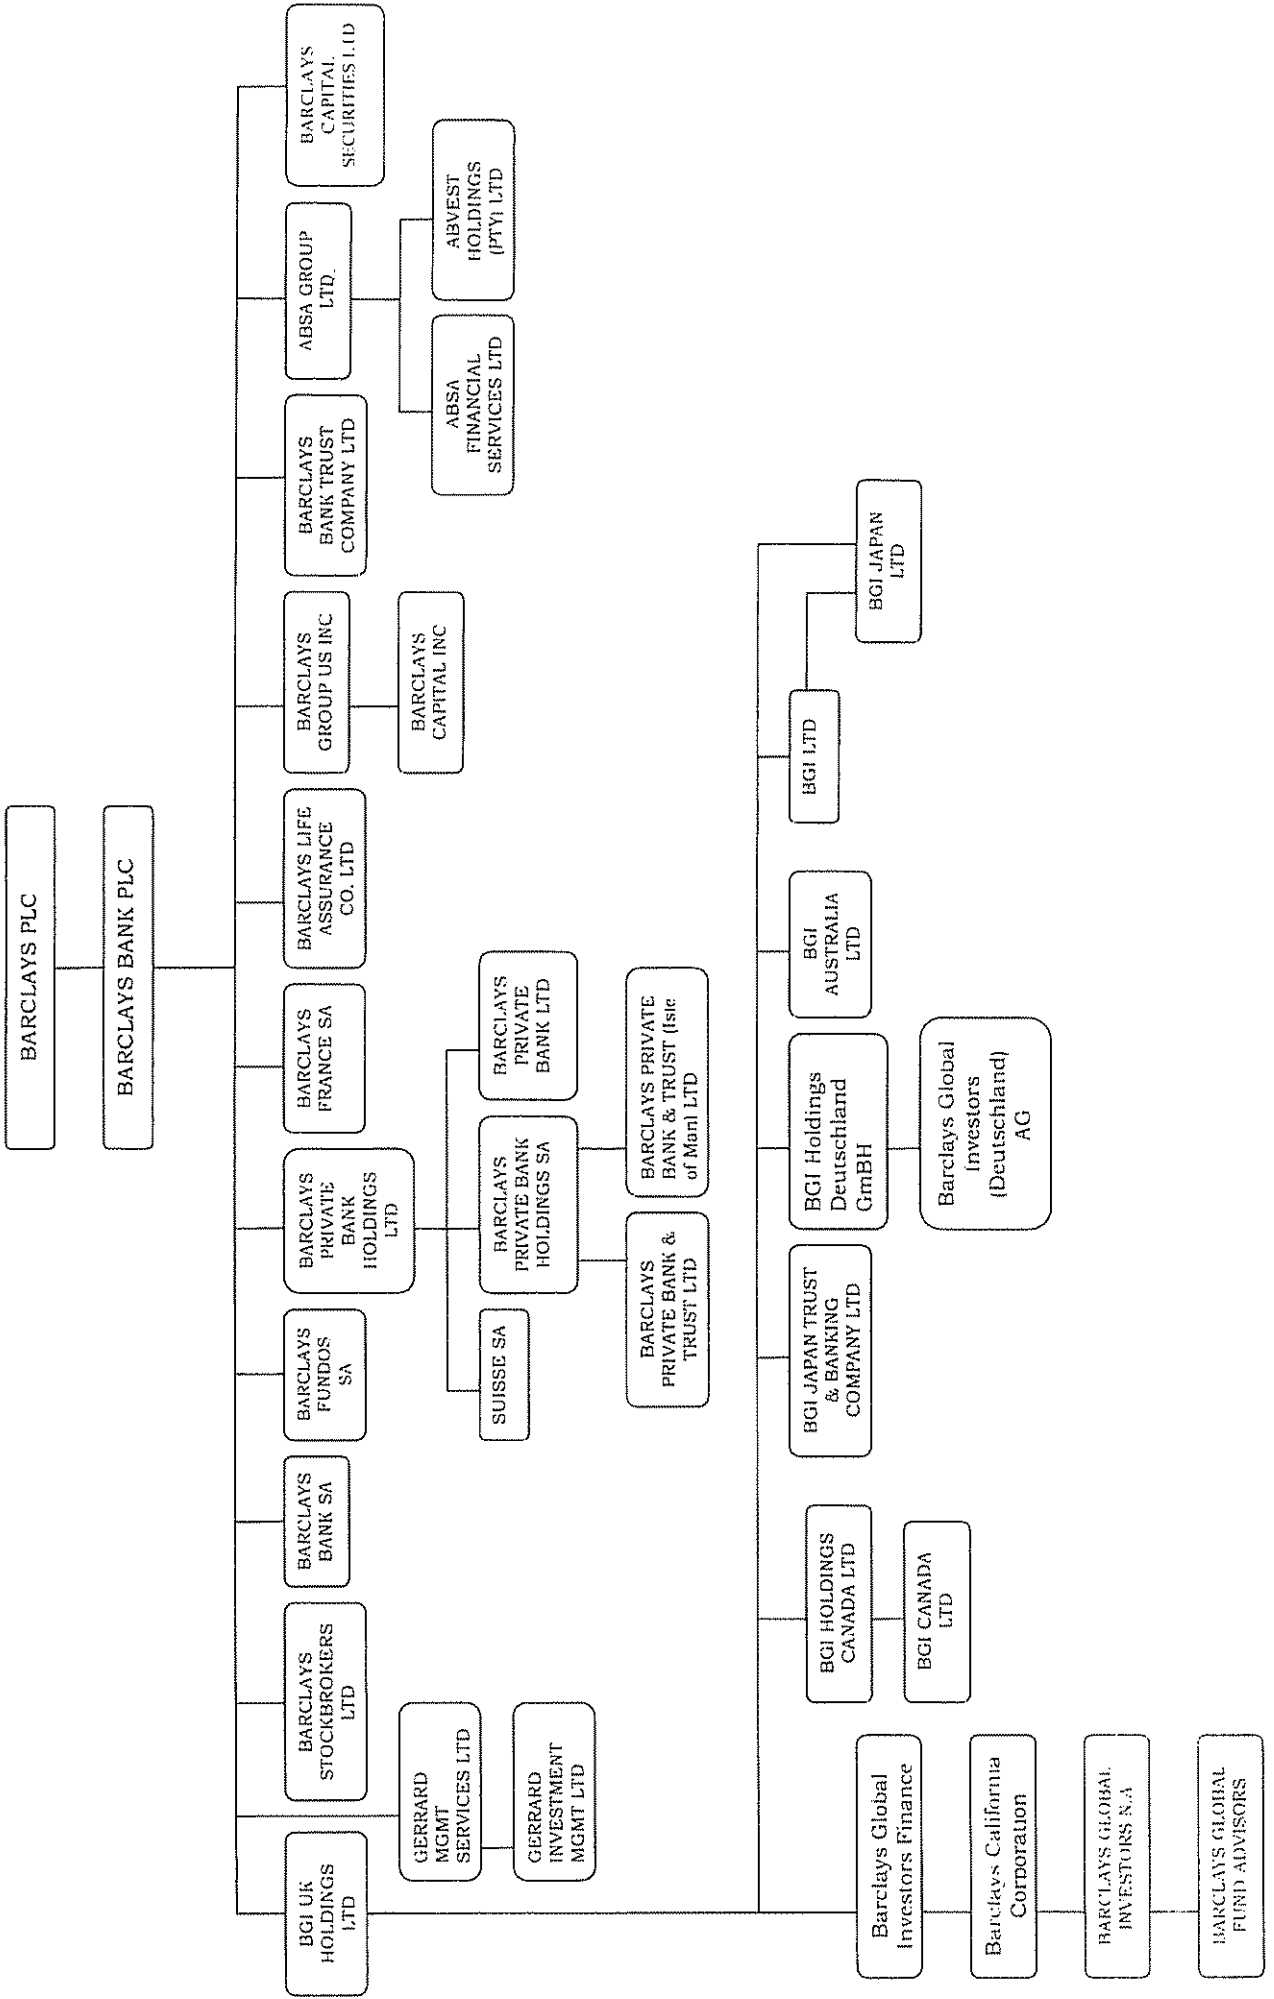 BARCLAYS PLC
BARCLAYS BANK PLC
BGI UK
HOLDINGS
LTD
GERRARD
MGMT
SERVICES LTD
GERRARD
INVESTMENT
MGMT LTD
BARCLAYS
STOCKBROKERS
LTD
BARCLAYS
BANK SA
BARCLAYS
FUNDOS
SA
BARCLAYS
PRIVATE
BANK
HOLDINGS
LTD
BARCLAYS
FRANCE SA
BARCLAYS LIFE
ASSURANCE
CO. LTD
BARCLAYS
GROUP US INC
BARCLAYS
CAPITAL INC
BARCLAYS
BANK TRUST
COMPANY LTD
ABSA GROUP
LTD.
BARCLAYS
CAPITAL
SECURITIES LTD
ABSA
FINANCIAL
SERVICES LTD
ABVEST
HOLDINGS
(PTY) LTD
SUISSE SA
BARCLAYS
PRIVATE BANK
HOLDINGS SA
BARCLAYS
PRIVATE
BANK LTD
BARCLAYS
PRIVATE BANK &
TRUST LTD
BARCLAYS PRIVATE
BANK & TRUST (Isle
of Man) LTD
Barclays Global
Investors Finance
Barclays California
Corporation
BARCLAYS GLOBAL
INVESTORS N.A
BARCLAYS GLOBAL
FUND ADVISORS
BGI HOLDINGS
CANADA LTD
BGI CANADA
LTD
BGI JAPAN TRUST
& BANKING
COMPANY LTD
BGI Holdings
Deutschland
GmBH
Barclays Global
Investors
(Deutschland)
AG
BGI
AUSTRALIA
LTD
BGI LTD
BGI JAPAN
LTD